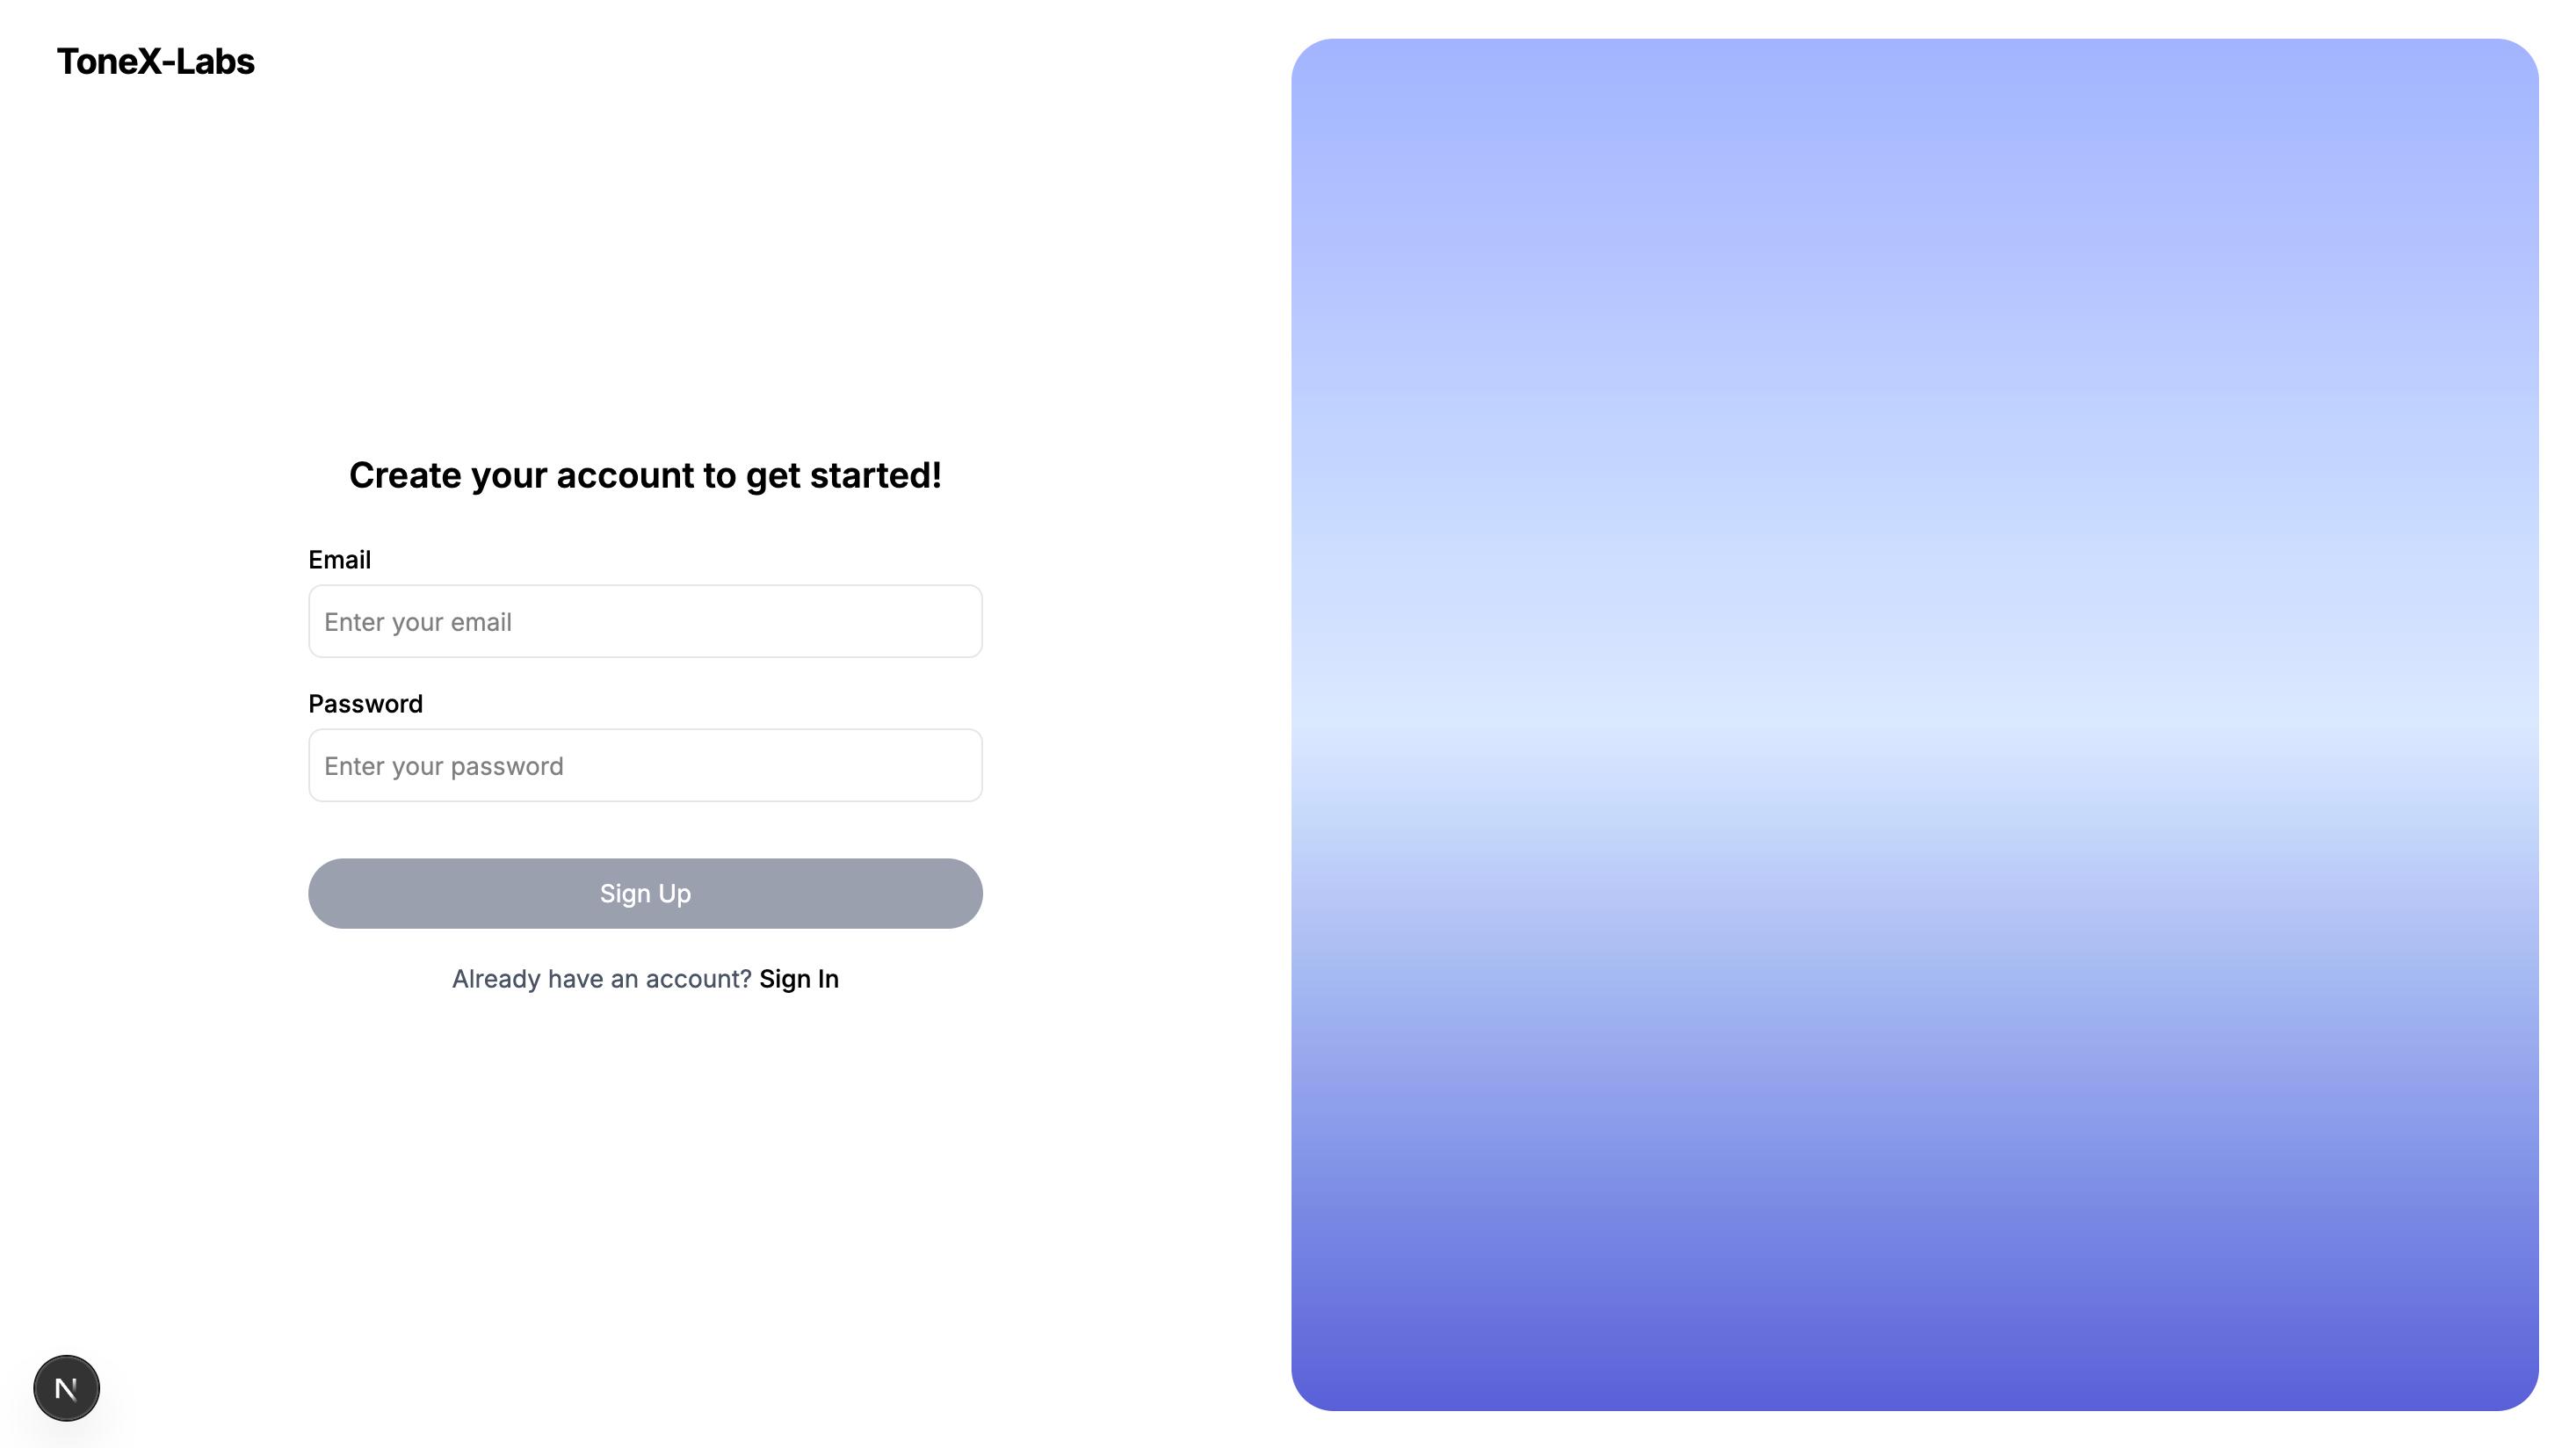 ToneX-Labs
Create your account to get started!
Email
Enter your email
Password
Enter your password
Sign Up
Already have an account? Sign In
N